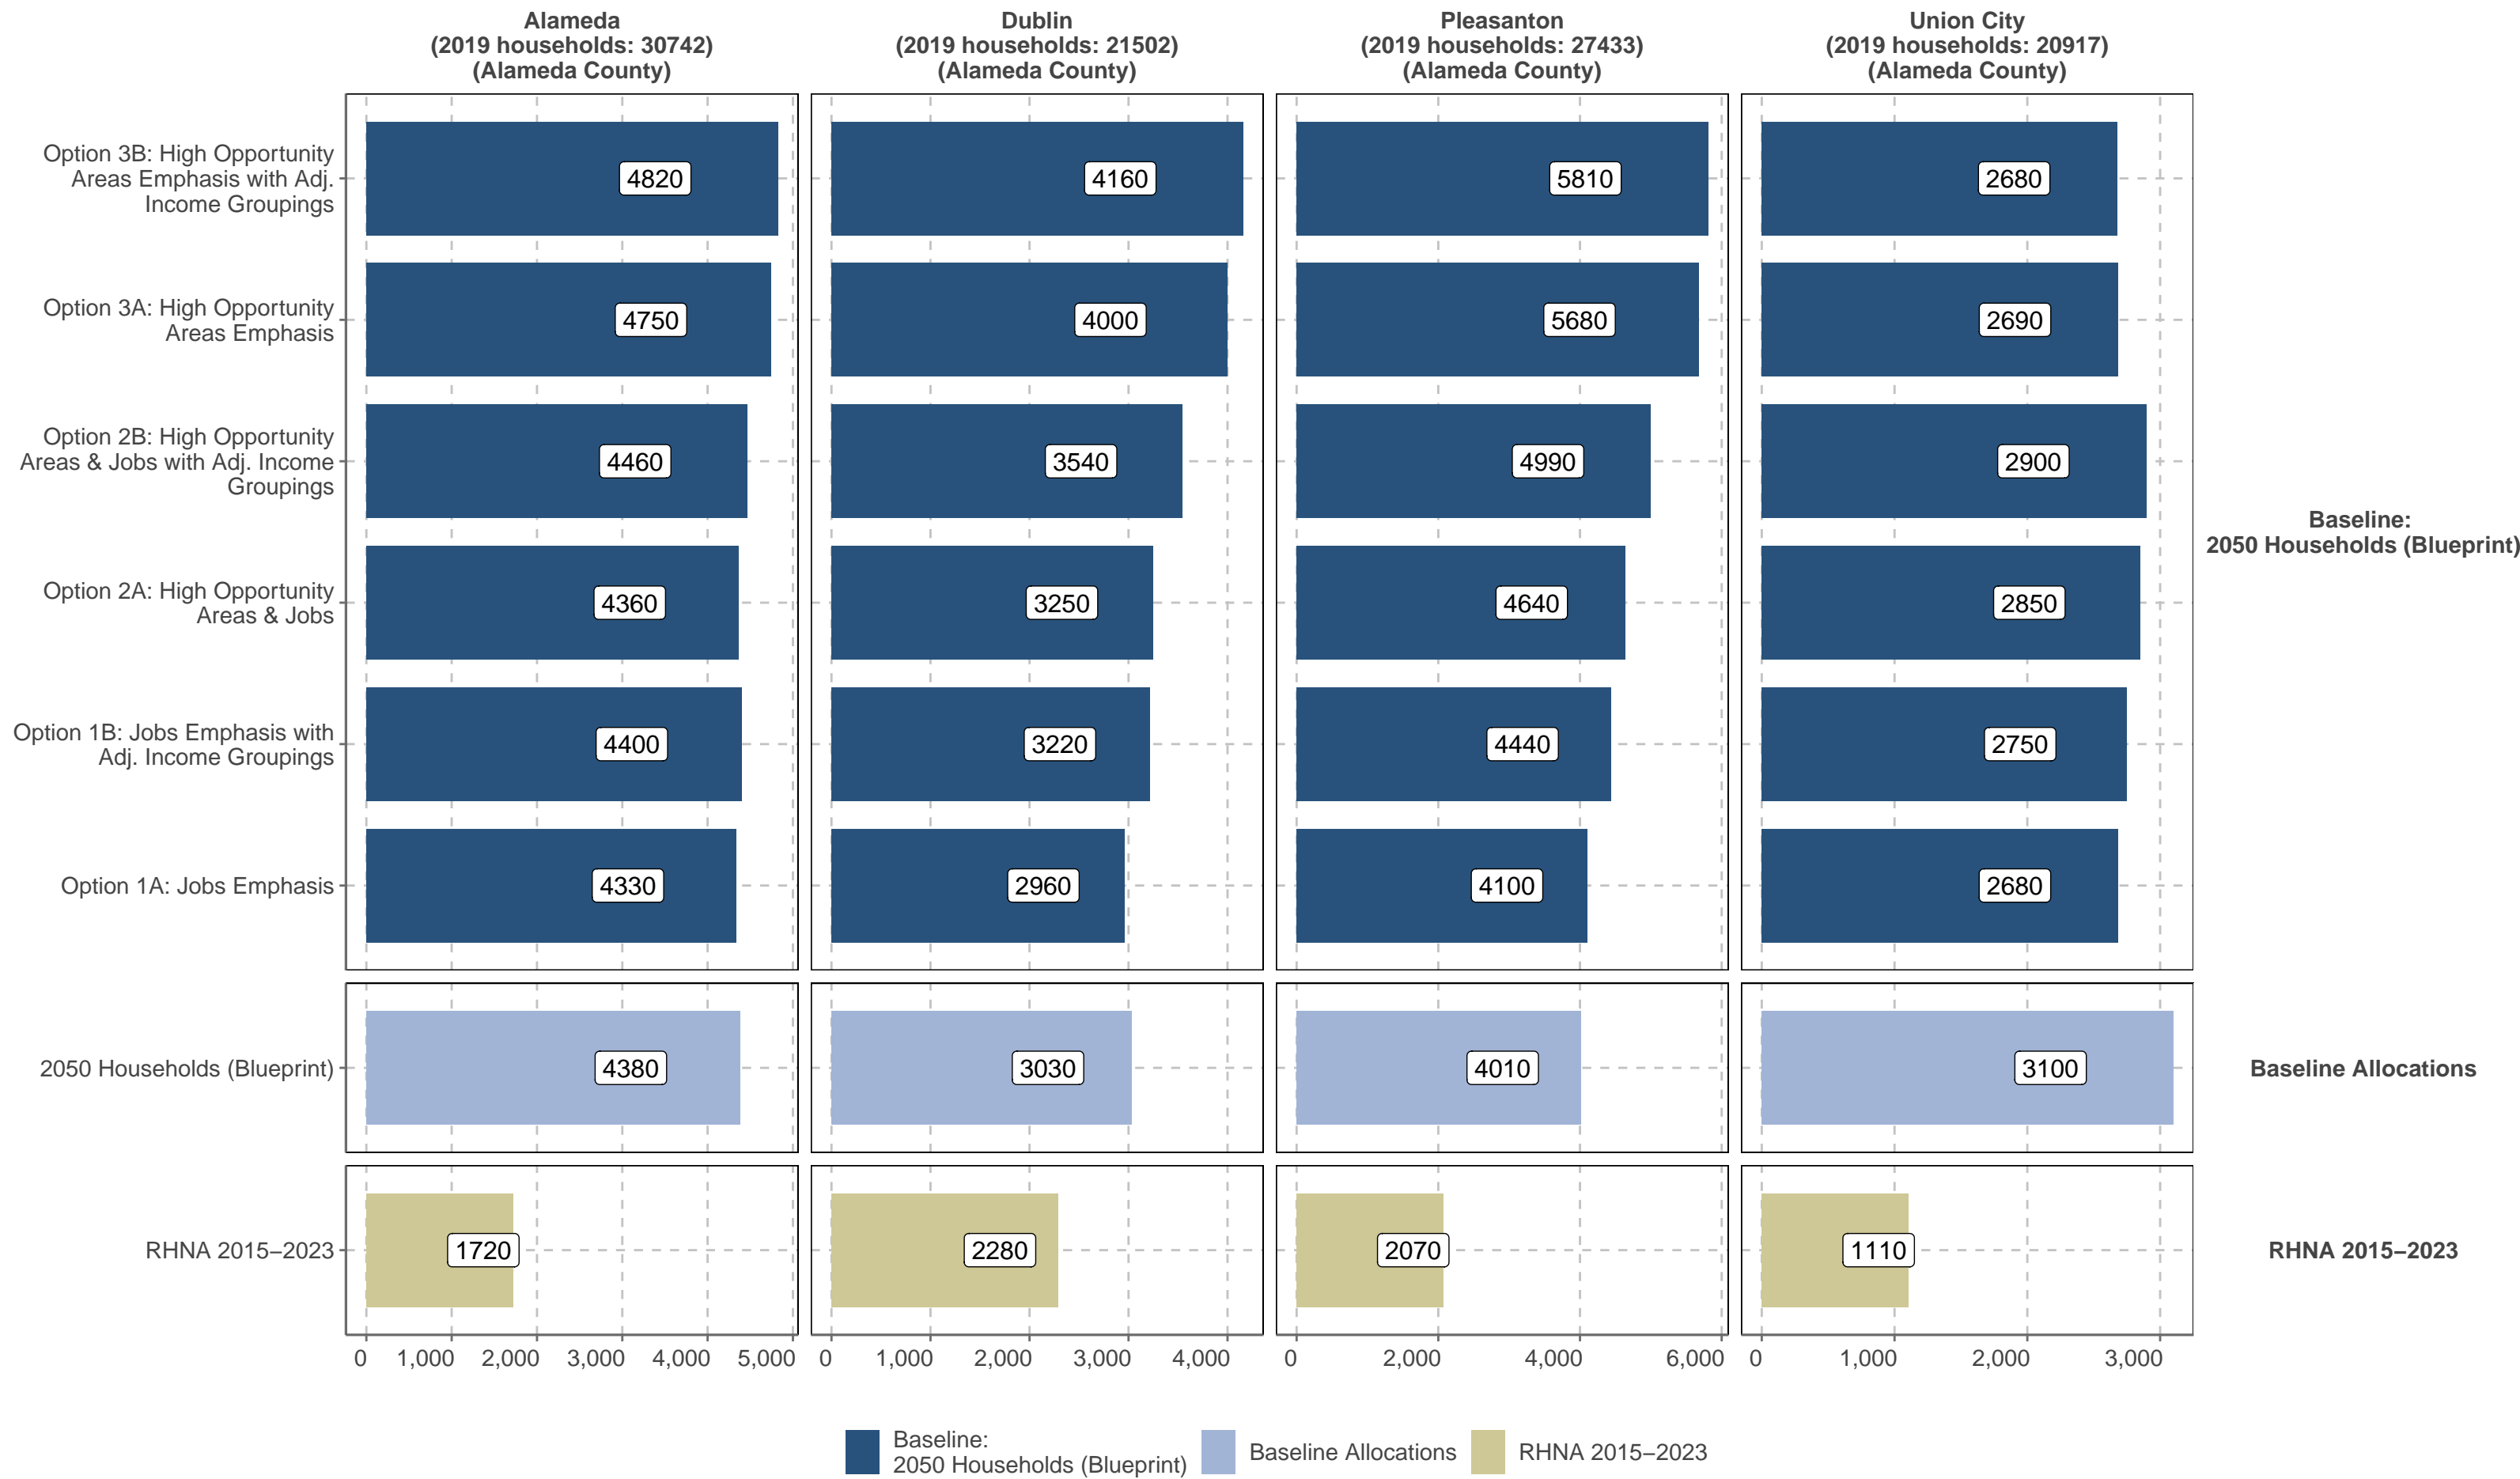 Alameda
(2019 households: 30742)
(Alameda County)
Dublin
(2019 households: 21502)
(Alameda County)
Pleasanton
(2019 households: 27433)
(Alameda County)
Union City
(2019 households: 20917)
(Alameda County)
Option 3B: High Opportunity
Areas Emphasis with Adj.
Income Groupings
4820
4160
5810
2680
Option 3A: High Opportunity
Areas Emphasis
4750
4000
5680
2690
Option 2B: High Opportunity
Areas & Jobs with Adj. Income
Groupings
4460
3540
4990
2900
Baseline:
2050 Households (Blueprint)
Option 2A: High Opportunity
Areas & Jobs
4360
3250
4640
2850
Option 1B: Jobs Emphasis with
Adj. Income Groupings
4400
3220
4440
2750
Option 1A: Jobs Emphasis
4330
2960
4100
2680
2050 Households (Blueprint)
4380
3030
4010
3100
Baseline Allocations
RHNA 2015−2023
1720
2280
2070
1110
RHNA 2015−2023
0 1,000 2,000 3,000 4,000 5,000
0 1,000 2,000 3,000 4,000
0 2,000 4,000 6,000
0 1,000 2,000 3,000
Baseline:
2050 Households (Blueprint)
Baseline Allocations
RHNA 2015−2023